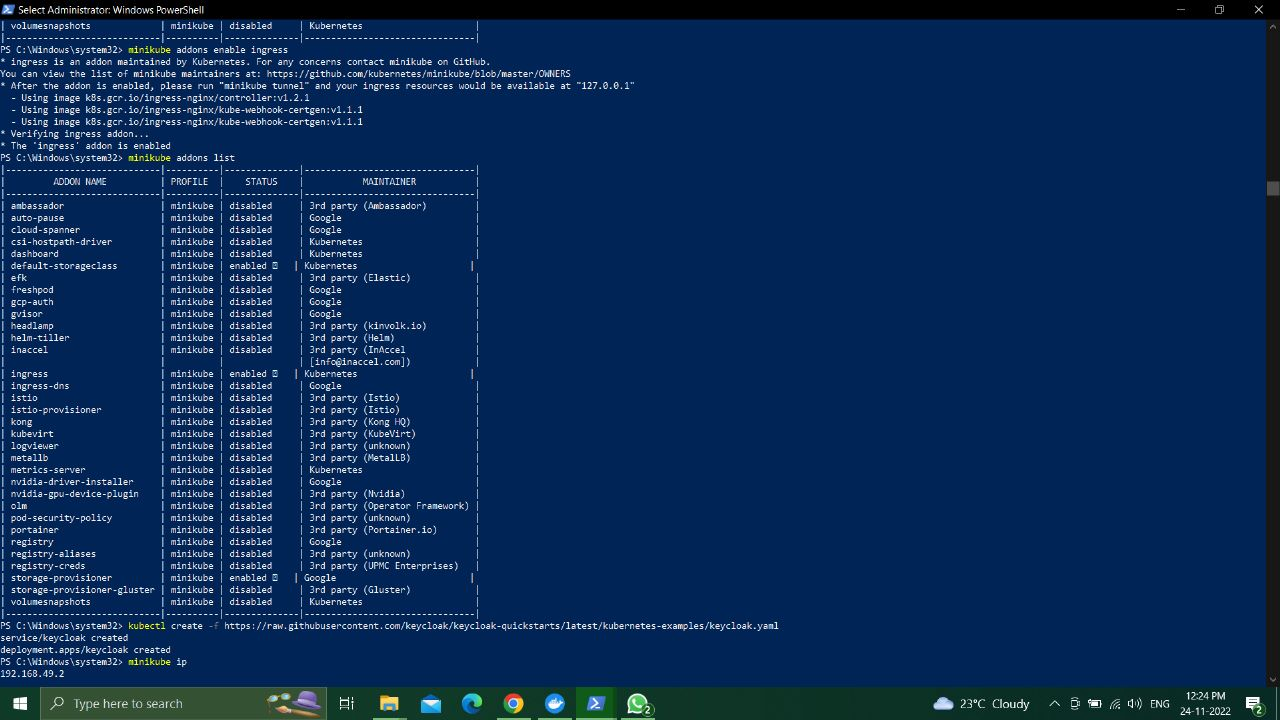 Select Administrator: Windows PowerShell
| volumesnapshots | minikube | disabled | Kubernetes
|-----------------------------|----------|--------------|--------------------------------|
PS C:\Windows\system32> minikube addons enable ingress
* ingress is an addon maintained by Kubernetes. For any concerns contact minikube on GitHub.
You can view the list of minikube maintainers at: https://github.com/kubernetes/minikube/blob/master/OWNERS
* After the addon is enabled, please run "minikube tunnel" and your ingress resources would be available at "127.0.0.1"
- Using image k8s.gcr.io/ingress-nginx/controller:v1.2.1
- Using image k8s.gcr.io/ingress-nginx/kube-webhook-certgen:v1.1.1
- Using image k8s.gcr.io/ingress-nginx/kube-webhook-certgen:v1.1.1
* Verifying ingress addon...
* The 'ingress' addon is enabled
PS C:\Windows\system32> minikube addons list
|-----------------------------|----------|--------------|--------------------------------|
| ADDON NAME | PROFILE | STATUS | MAINTAINER |
|-----------------------------|----------|--------------|--------------------------------|
| ambassador | minikube | disabled | 3rd party (Ambassador) |
| auto-pause | minikube | disabled | Google |
| cloud-spanner | minikube | disabled | Google |
| csi-hostpath-driver | minikube | disabled | Kubernetes |
| dashboard | minikube | disabled | Kubernetes |
| default-storageclass | minikube | enabled | Kubernetes |
| efk | minikube | disabled | 3rd party (Elastic) |
| freshpod | minikube | disabled | Google |
| gcp-auth | minikube | disabled | Google |
| gvisor | minikube | disabled | Google |
| headlamp | minikube | disabled | 3rd party (kinvolk.io) |
| helm-tiller | minikube | disabled | 3rd party (Helm) |
| inaccel | minikube | disabled | 3rd party (InAccel |
| | | | [info@inaccel.com]) |
| ingress | minikube | enabled | Kubernetes |
| ingress-dns | minikube | disabled | Google |
| istio | minikube | disabled | 3rd party (Istio) |
| istio-provisioner | minikube | disabled | 3rd party (Istio) |
| kong | minikube | disabled | 3rd party (Kong HQ) |
| kubevirt | minikube | disabled | 3rd party (KubeVirt) |
| logviewer | minikube | disabled | 3rd party (unknown) |
| metallb | minikube | disabled | 3rd party (MetalLB) |
| metrics-server | minikube | disabled | Kubernetes |
| nvidia-driver-installer | minikube | disabled | Google |
| nvidia-gpu-device-plugin | minikube | disabled | 3rd party (Nvidia) |
| olm | minikube | disabled | 3rd party (Operator Framework) |
| pod-security-policy | minikube | disabled | 3rd party (unknown) |
| portainer | minikube | disabled | 3rd party (Portainer.io) |
| registry | minikube | disabled | Google |
| registry-aliases | minikube | disabled | 3rd party (unknown) |
| registry-creds | minikube | disabled | 3rd party (UPMC Enterprises) |
| storage-provisioner | minikube | enabled | Google |
| storage-provisioner-gluster | minikube | disabled | 3rd party (Gluster) |
| volumesnapshots | minikube | disabled | Kubernetes |
|-----------------------------|----------|--------------|--------------------------------|
PS C:\Windows\system32> kubectl create -f https://raw.githubusercontent.com/keycloak/keycloak-quickstarts/latest/kubernetes-examples/keycloak.yaml
service/keycloak created
deployment.apps/keycloak created
PS C:\Windows\system32> minikube ip
192.168.49.2
Type here to search
2
23°C Cloudy
ENG
12:24 PM
24-11-2022
2